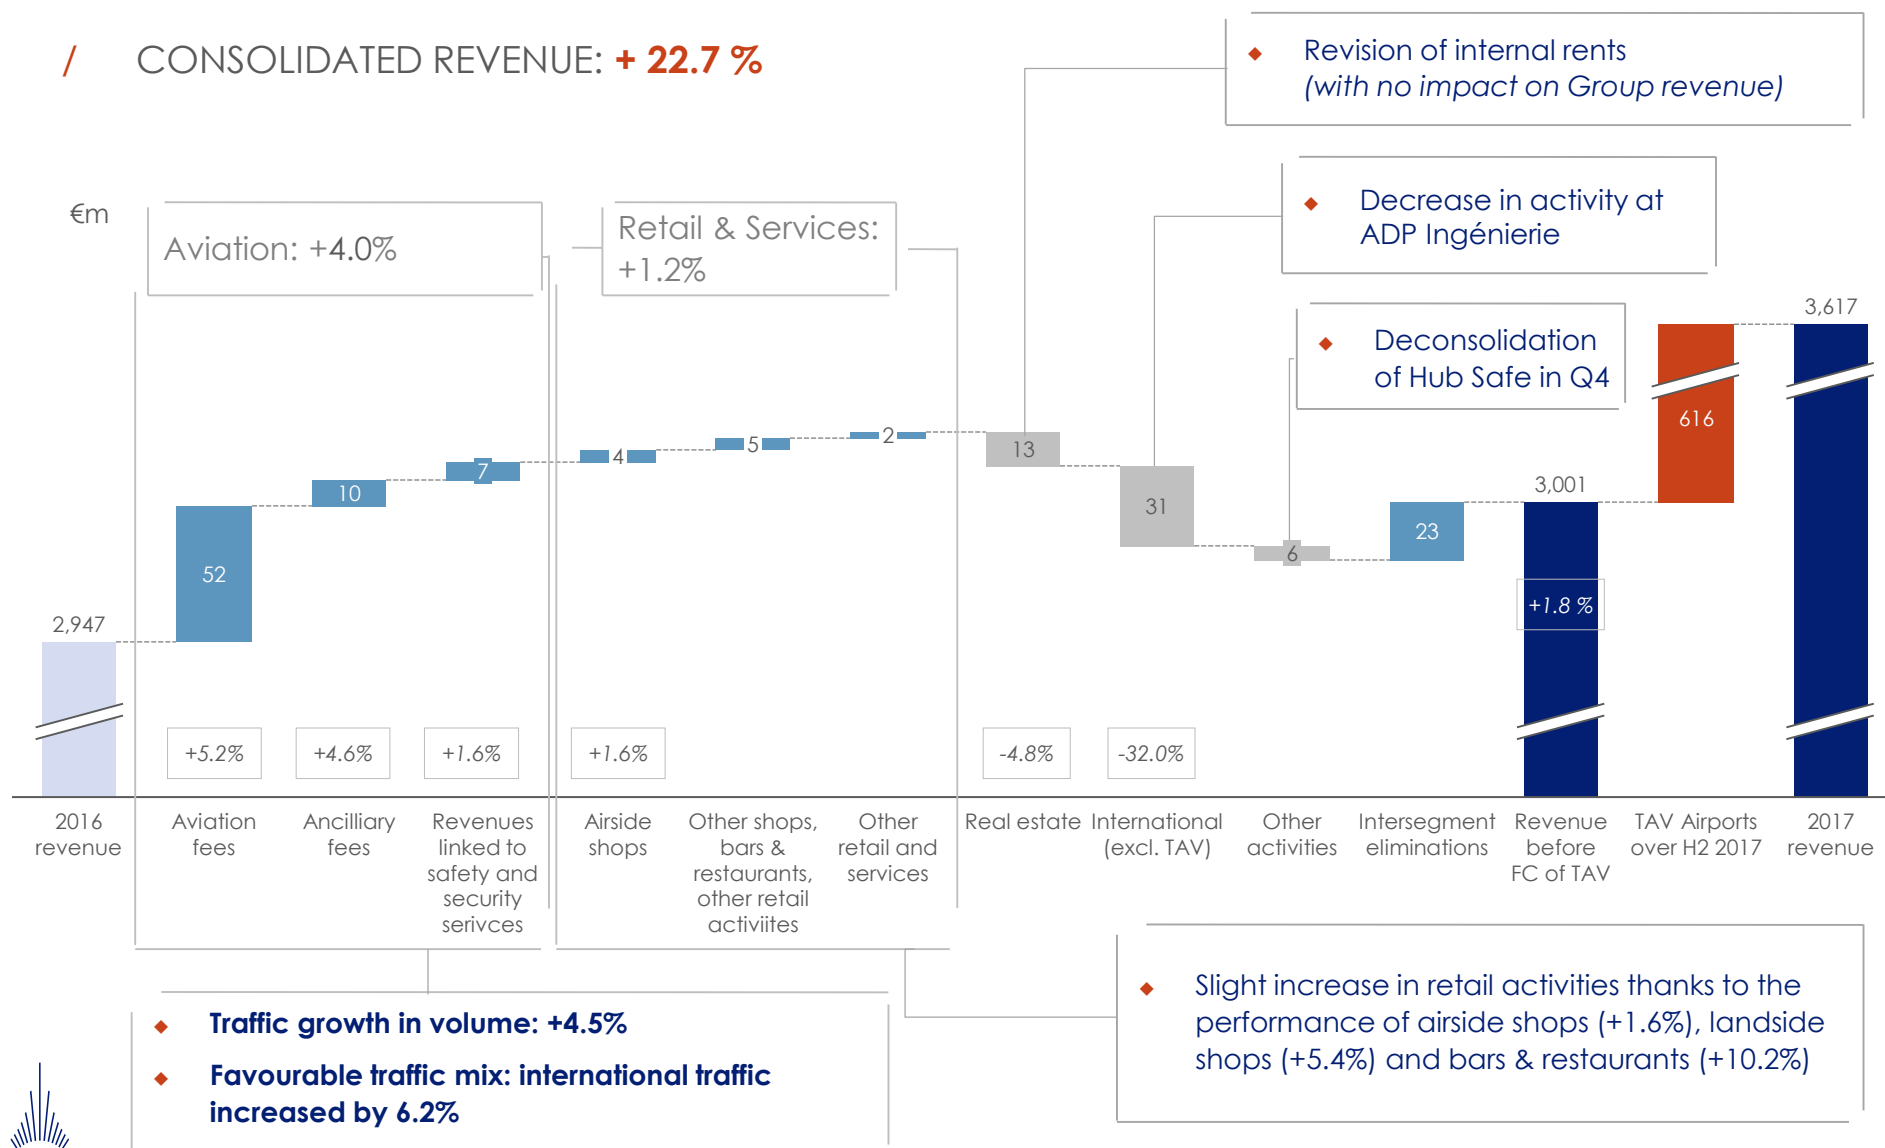 / CONSOLIDATED REVENUE: + 22.7 %
Revision of internal rents
(with no impact on Group revenue)
Decrease in activity at
ADP Ingénierie
Deconsolidation
of Hub Safe in Q4
€m
Aviation: +4.0%
Retail & Services:
+1.2%
2,947
52
10
7
4
5
2
13
31
6
23
3,001
+1.8 %
616
3,617
+5.2%
+4.6%
+1.6%
+1.6%
-4.8%
-32.0%
2016
revenue
Aviation
fees
Ancilliary
fees
Revenues
linked to
safety and
security
serivces
Airside
shops
Other shops,
bars &
restaurants,
other retail
activiites
Other
retail and
services
Real estate
International
(excl. TAV)
Other
activities
Intersegment
eliminations
Revenue
before
FC of TAV
TAV Airports
over H2 2017
2017
revenue
Traffic growth in volume: +4.5%
Favourable traffic mix: international traffic
increased by 6.2%
Slight increase in retail activities thanks to the
performance of airside shops (+1.6%), landside
shops (+5.4%) and bars & restaurants (+10.2%)